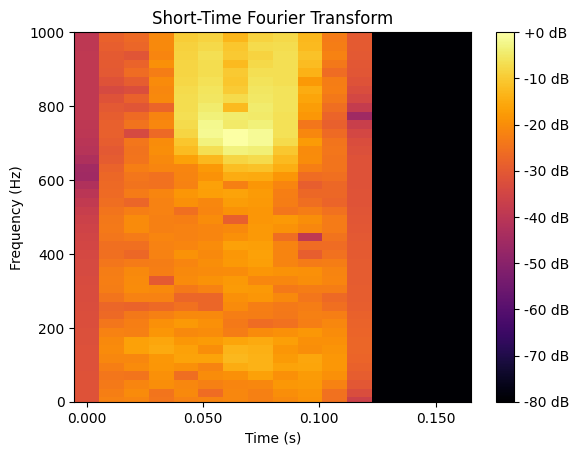 Short-Time Fourier Transform
1000
800
600
400
200
0
Frequency (Hz)
0.000
0.050
0.100
0.150
Time (s)
+0 dB
-10 dB
-20 dB
-30 dB
-40 dB
-50 dB
-60 dB
-70 dB
-80 dB